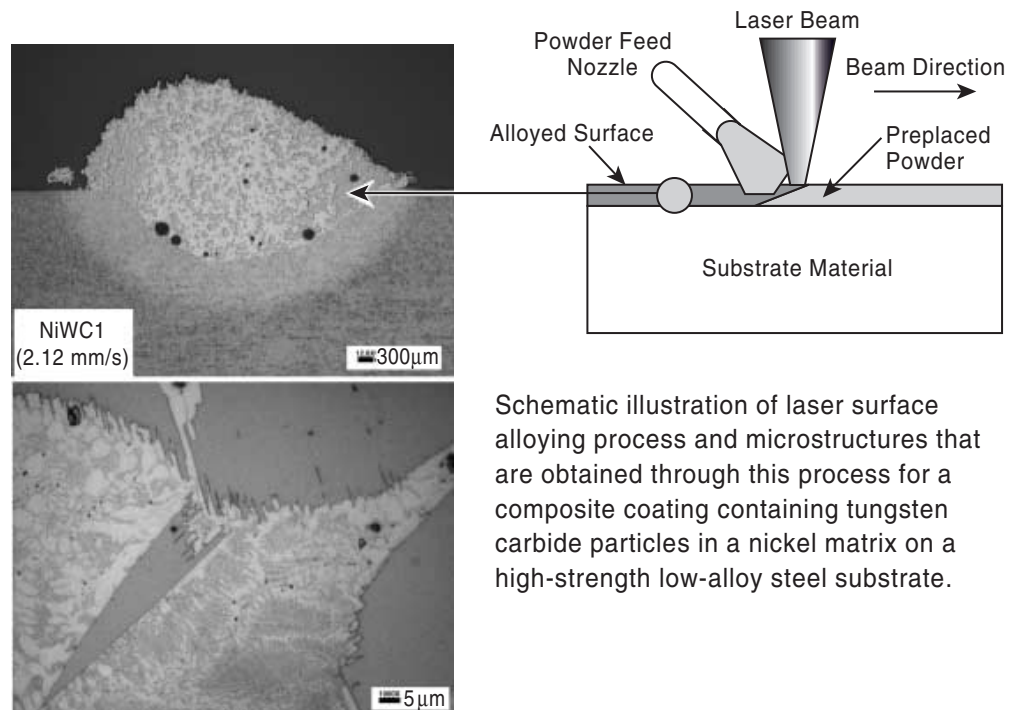 Laser Beam
Powder Feed
Nozzle
Beam Direction
Alloyed Surface
Preplaced
Powder
Substrate Material
NiWC1
(2.12 mm/s)
300μm
5μm
Schematic illustration of laser surface
alloying process and microstructures that
are obtained through this process for a
composite coating containing tungsten
carbide particles in a nickel matrix on a
high-strength low-alloy steel substrate.